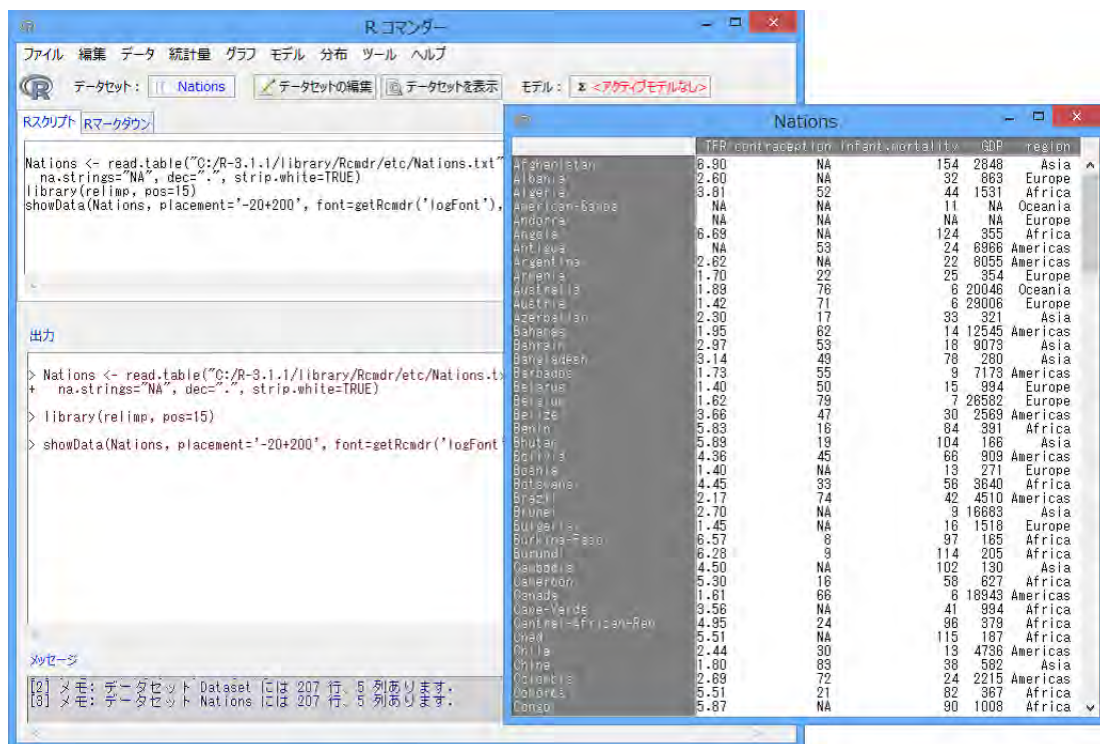 R コマンダー
ファイル 編集 データ 統計量 グラフ モデル 分布 ツール ヘルプ
データセット: Nations データセットの編集 データセットを表示 モデル: Σ <アクティブモデルなし>
Rスクリプト Rマークダウン
Nations <- read.table("C:/R-3.1.1/library/Rcmdr/etc/Nations.txt"
na.strings="NA", dec=".", strip.white=TRUE)
library(relimp, pos=15)
showData(Nations, placement='-20+200', font=getRcmdr('logFont'),
出力
> Nations <- read.table("C:/R-3.1.1/library/Rcmdr/etc/Nations.tx
+ na.strings="NA", dec=".", strip.white=TRUE)
> library(relimp, pos=15)
> showData(Nations, placement='-20+200', font=getRcmdr('logFont'
メッセージ
[2] メモ: データセット Dataset には 207 行、5 列あります.
[3] メモ: データセット Nations には 207 行、5 列あります.
Nations
TFR contraception infant.mortality GDP region
Afghanistan 6.90 NA 154 2848 Asia
Albania 2.60 NA 32 863 Europe
Algeria 3.81 52 44 1531 Africa
American-Samoa NA NA 11 NA Oceania
Andorra NA NA NA NA Europe
Angola 6.69 NA 124 355 Africa
Antigua NA 53 24 6966 Americas
Argentina 2.62 NA 22 8055 Americas
Armenia 1.70 22 25 354 Europe
Australia 1.89 76 6 20046 Oceania
Austria 1.42 71 6 29006 Europe
Azerbaijan 2.30 17 33 321 Asia
Bahamas 1.95 62 14 12545 Americas
Bahrain 2.97 53 18 9073 Asia
Bangladesh 3.14 49 78 280 Asia
Barbados 1.73 55 9 7173 Americas
Belarus 1.40 50 15 994 Europe
Belgium 1.62 79 7 26582 Europe
Belize 3.66 47 30 2569 Americas
Benin 5.83 16 84 391 Africa
Bhutan 5.89 19 104 166 Asia
Bolivia 4.36 45 66 909 Americas
Bosnia 1.40 NA 13 271 Europe
Botswana 4.45 33 56 3640 Africa
Brazil 2.17 74 42 4510 Americas
Brunei 2.70 NA 9 16683 Asia
Bulgaria 1.45 NA 16 1518 Europe
Burkina-Faso 6.57 8 97 165 Africa
Burundi 6.28 9 114 205 Africa
Cambodia 4.50 NA 102 130 Asia
Cameroon 5.30 16 58 627 Africa
Canada 1.61 66 6 18943 Americas
Cape-Verde 3.56 NA 41 994 Africa
Central-African-Rep 4.95 24 96 379 Africa
Chad 5.51 NA 115 187 Africa
Chile 2.44 30 13 4736 Americas
China 1.80 83 38 582 Asia
Colombia 2.69 72 24 2215 Americas
Comoros 5.51 21 82 367 Africa
Congo 5.87 NA 90 1008 Africa